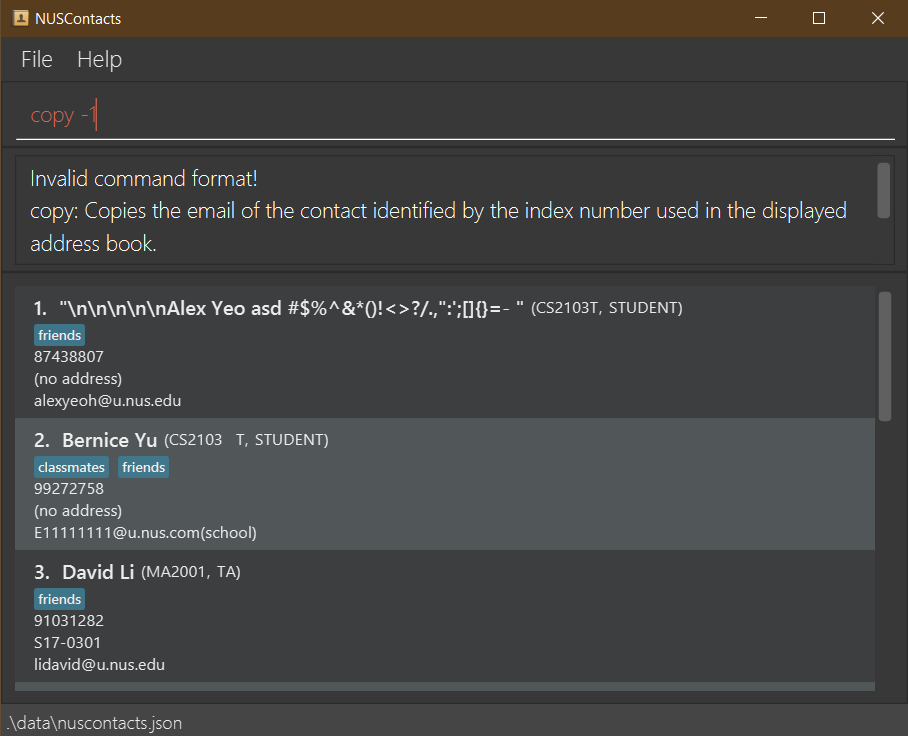 NUSContacts
File Help
copy -1
Invalid command format!
copy: Copies the email of the contact identified by the index number used in the displayed
address book.
1. "\n\n\n\n\nAlex Yeo asd #$%^&*()!<>?/.,":';[]{}=- " (CS2103T, STUDENT)
friends
87438807
(no address)
alexyeoh@u.nus.edu
2. Bernice Yu (CS2103   T, STUDENT)
classmates friends
99272758
(no address)
E11111111@u.nus.com(school)
3. David Li (MA2001, TA)
friends
91031282
S17-0301
lidavid@u.nus.edu
.\data\nuscontacts.json